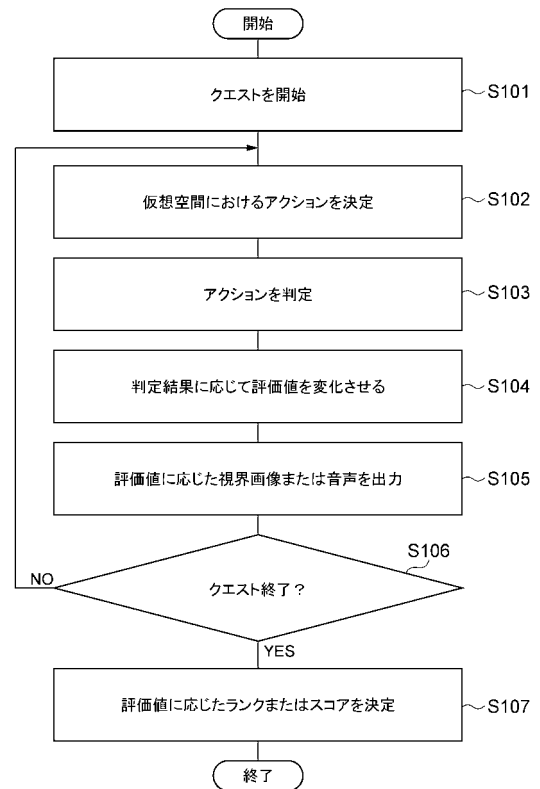 開始
クエストを開始
S101
仮想空間におけるアクションを決定
S102
アクションを判定
S103
判定結果に応じて評価値を変化させる
S104
評価値に応じた視界画像または音声を出力
S105
S106
クエスト終了？
NO
YES
評価値に応じたランクまたはスコアを決定
S107
終了